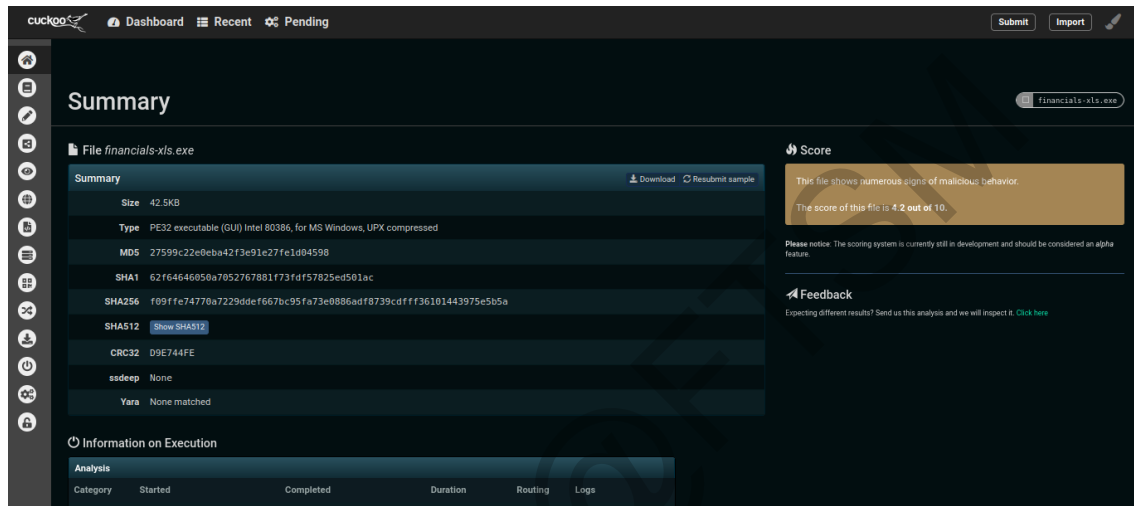 cuckoo Dashboard Recent Pending Submit Import
Summary
financials-xls.exe
File financials-xls.exe
Summary Download Resubmit sample
Size 42.5KB
Type PE32 executable (GUI) Intel 80386, for MS Windows, UPX compressed
MD5 27599c22e0eba42f3e91e27fe1d04598
SHA1 62f64646050a7052767881f73fdf57825ed501ac
SHA256 f09ffe74770a7229ddef667bc95fa73e0886adf8739cdfff36101443975e5b5a
SHA512 Show SHA512
CRC32 D9E744FE
ssdeep None
Yara None matched
Score
This file shows numerous signs of malicious behavior.
The score of this file is 4.2 out of 10.
Please notice: The scoring system is currently still in development and should be considered an alpha
feature.
Feedback
Expecting different results? Send us this analysis and we will inspect it. Click here
Information on Execution
Analysis
Category Started Completed Duration Routing Logs
@FTSM